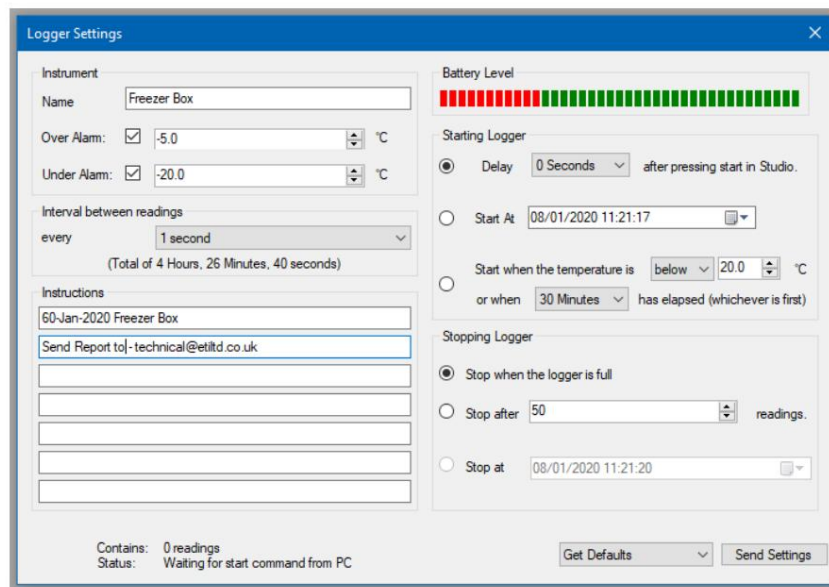 Logger Settings
Instrument
Name Freezer Box
Over Alarm: -5.0 °C
Under Alarm: -20.0 °C
Interval between readings
every 1 second
(Total of 4 Hours, 26 Minutes, 40 seconds)
Instructions
60-Jan-2020 Freezer Box
Send Report to - technical@etiltd.co.uk
Contains: 0 readings
Status: Waiting for start command from PC
Battery Level
Starting Logger
Delay 0 Seconds after pressing start in Studio.
Start At 08/01/2020 11:21:17
Start when the temperature is below 20.0 °C
or when 30 Minutes has elapsed (whichever is first)
Stopping Logger
Stop when the logger is full
Stop after 50 readings.
Stop at 08/01/2020 11:21:20
Get Defaults Send Settings